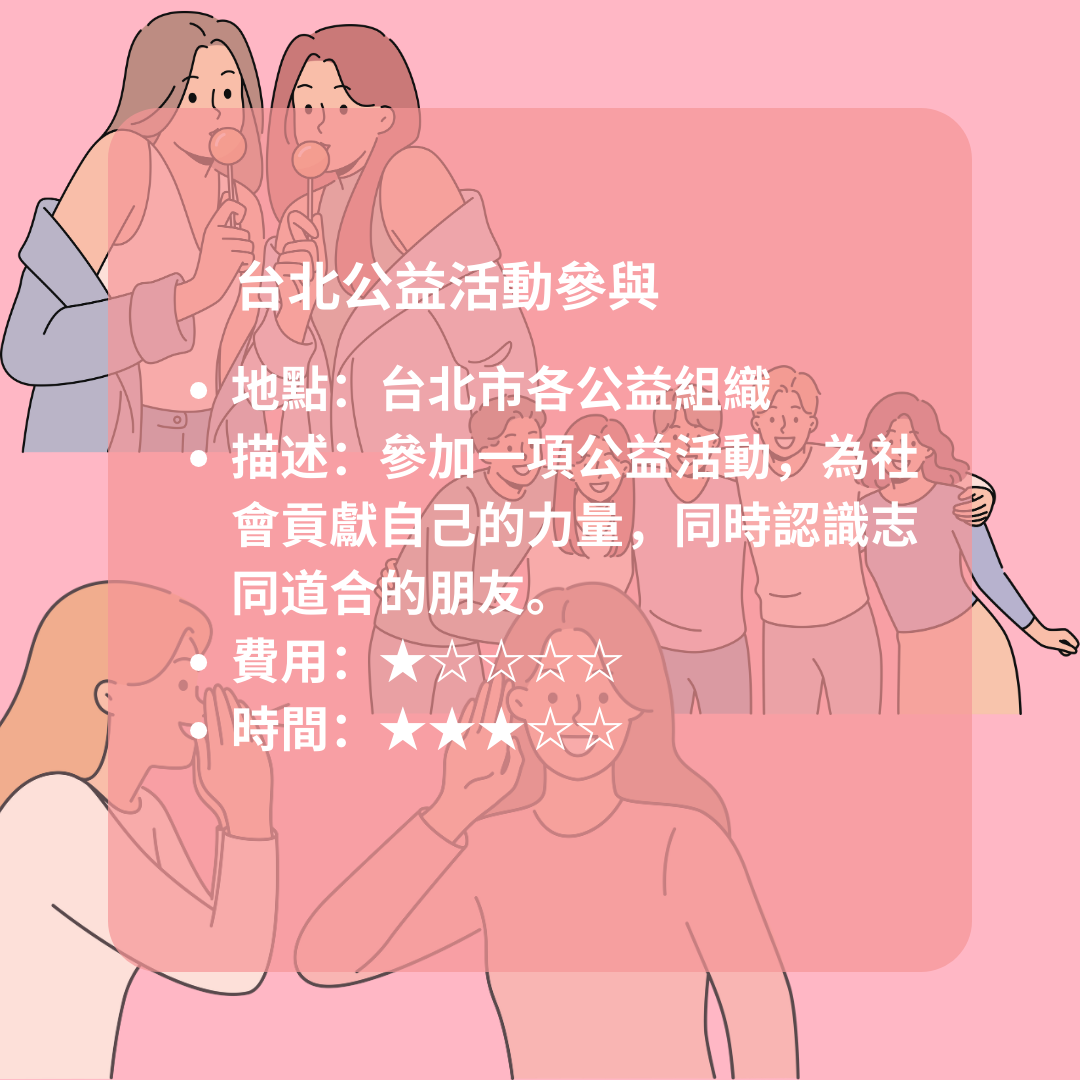 台北公益活動參與
• 地點：台北市各公益組織
• 描述：參加一項公益活動，為社
會貢獻自己的力量，同時認識志
同道合的朋友。
• 費用：★☆☆☆☆
• 時間：★★★☆☆